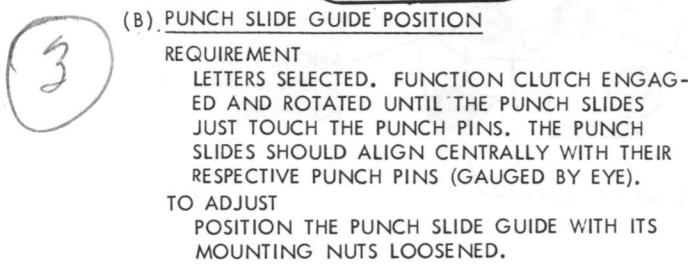 (B) PUNCH SLIDE GUIDE POSITION
3
REQUIREMENT
LETTERS SELECTED. FUNCTION CLUTCH ENGAG-
ED AND ROTATED UNTIL THE PUNCH SLIDES
JUST TOUCH THE PUNCH PINS. THE PUNCH
SLIDES SHOULD ALIGN CENTRALLY WITH THEIR
RESPECTIVE PUNCH PINS (GAUGED BY EYE).
TO ADJUST
POSITION THE PUNCH SLIDE GUIDE WITH ITS
MOUNTING NUTS LOOSENED.